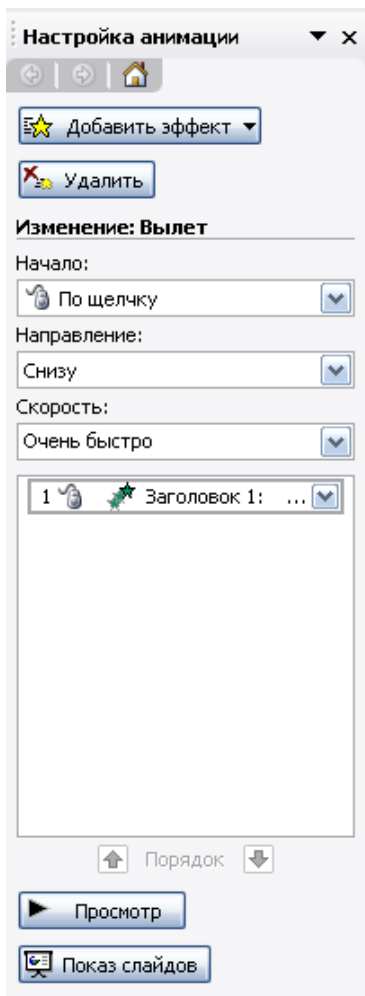 Настройка анимации
Добавить эффект
Удалить
Изменение: Вылет
Начало:
По щелчку
Направление:
Снизу
Скорость:
Очень быстро
1 Заголовок 1: ...
Порядок
Просмотр
Показ слайдов